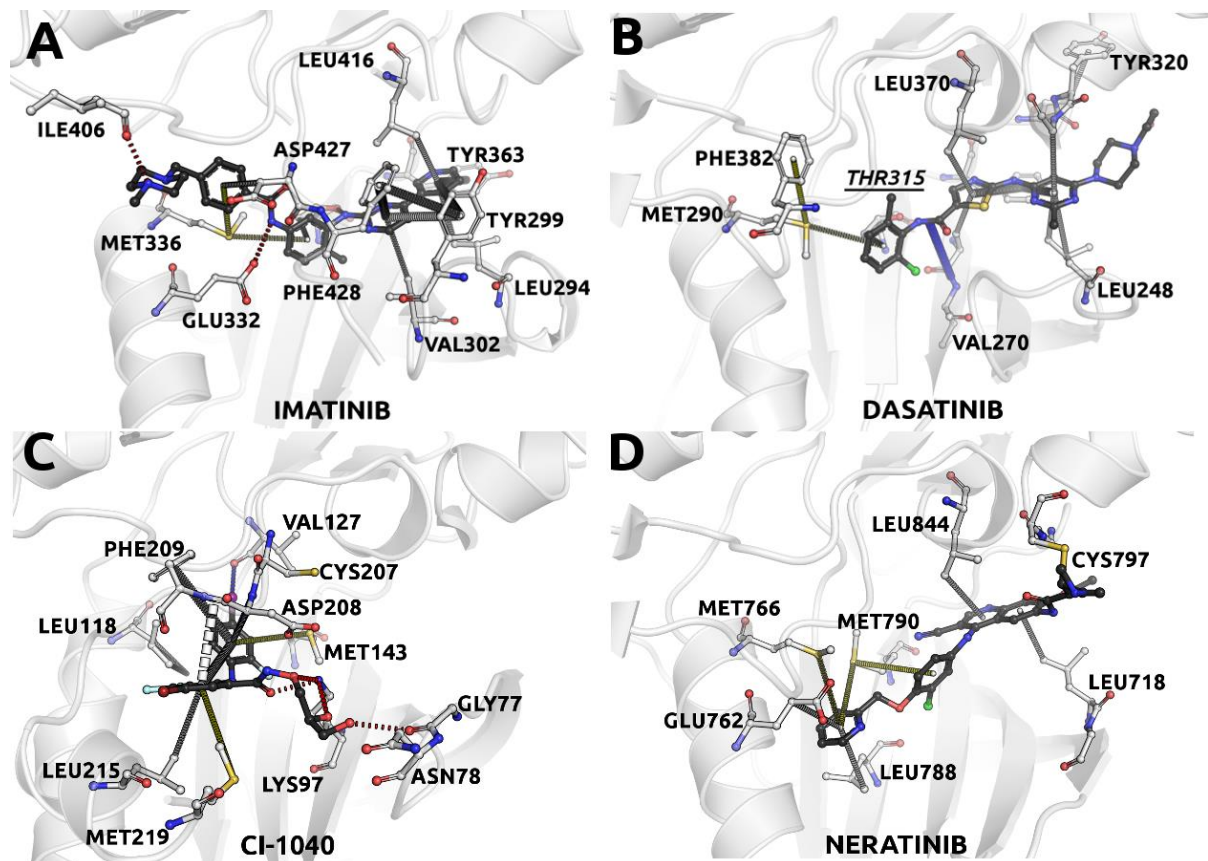 A
LEU416
ILE406
ASP427
TYR363
TYR299
MET336
LEU294
PHE428
GLU332
VAL302
IMATINIB
B
TYR320
LEU370
PHE382
THR315
MET290
LEU248
VAL270
DASATINIB
C
VAL127
PHE209
CYS207
ASP208
LEU118
MET143
GLY77
LEU215
LYS97
ASN78
MET219
CI-1040
D
LEU844
CYS797
MET766
MET790
LEU718
GLU762
LEU788
NERATINIB